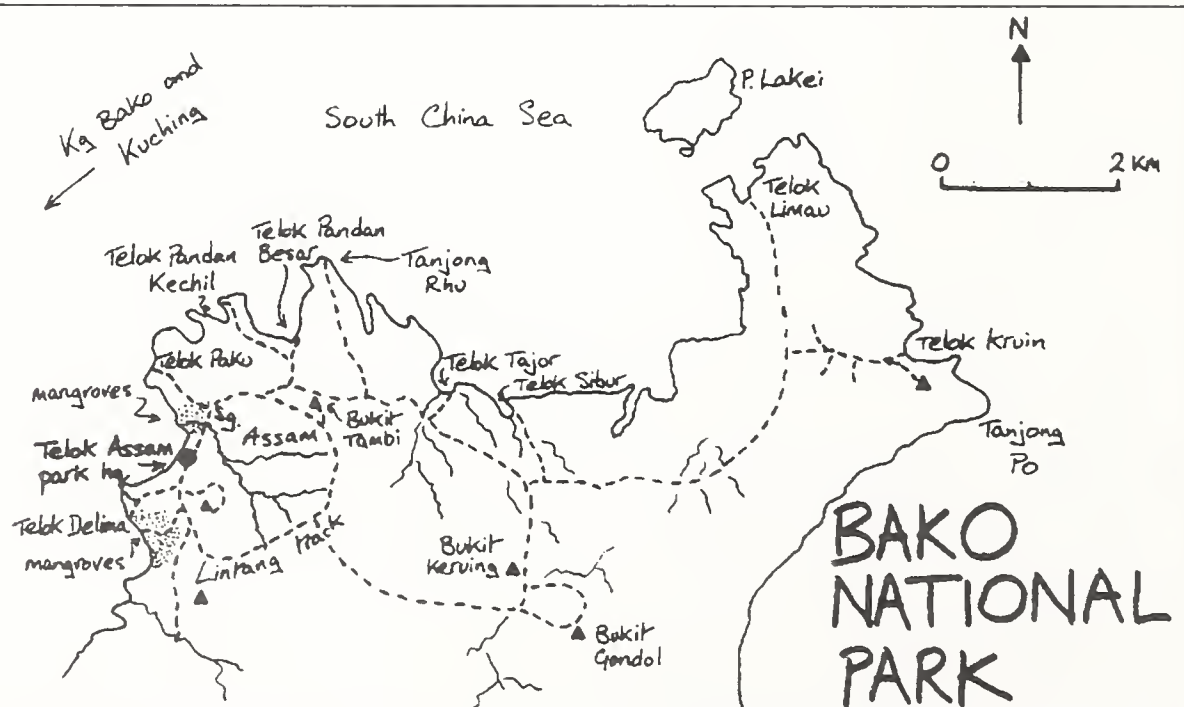 N
P. Lakei
Kg Bako and
Kuching
South China Sea
0 2 KM
Telok
Limau
Telok Pandan
Besar
Telok Pandan
Kechil
Tanjong
Rhu
Telok Kruin
Telok Paku
Telok Tajor
Telok Sibur
mangroves
Sg.
Assam
Bukit
Tambi
Tanjong
Po
Telok Assam
park hq
Telok Delima
mangroves
Lintang
track
Bukit
Keruing
Bukit
Gondol
BAKO
NATIONAL
PARK